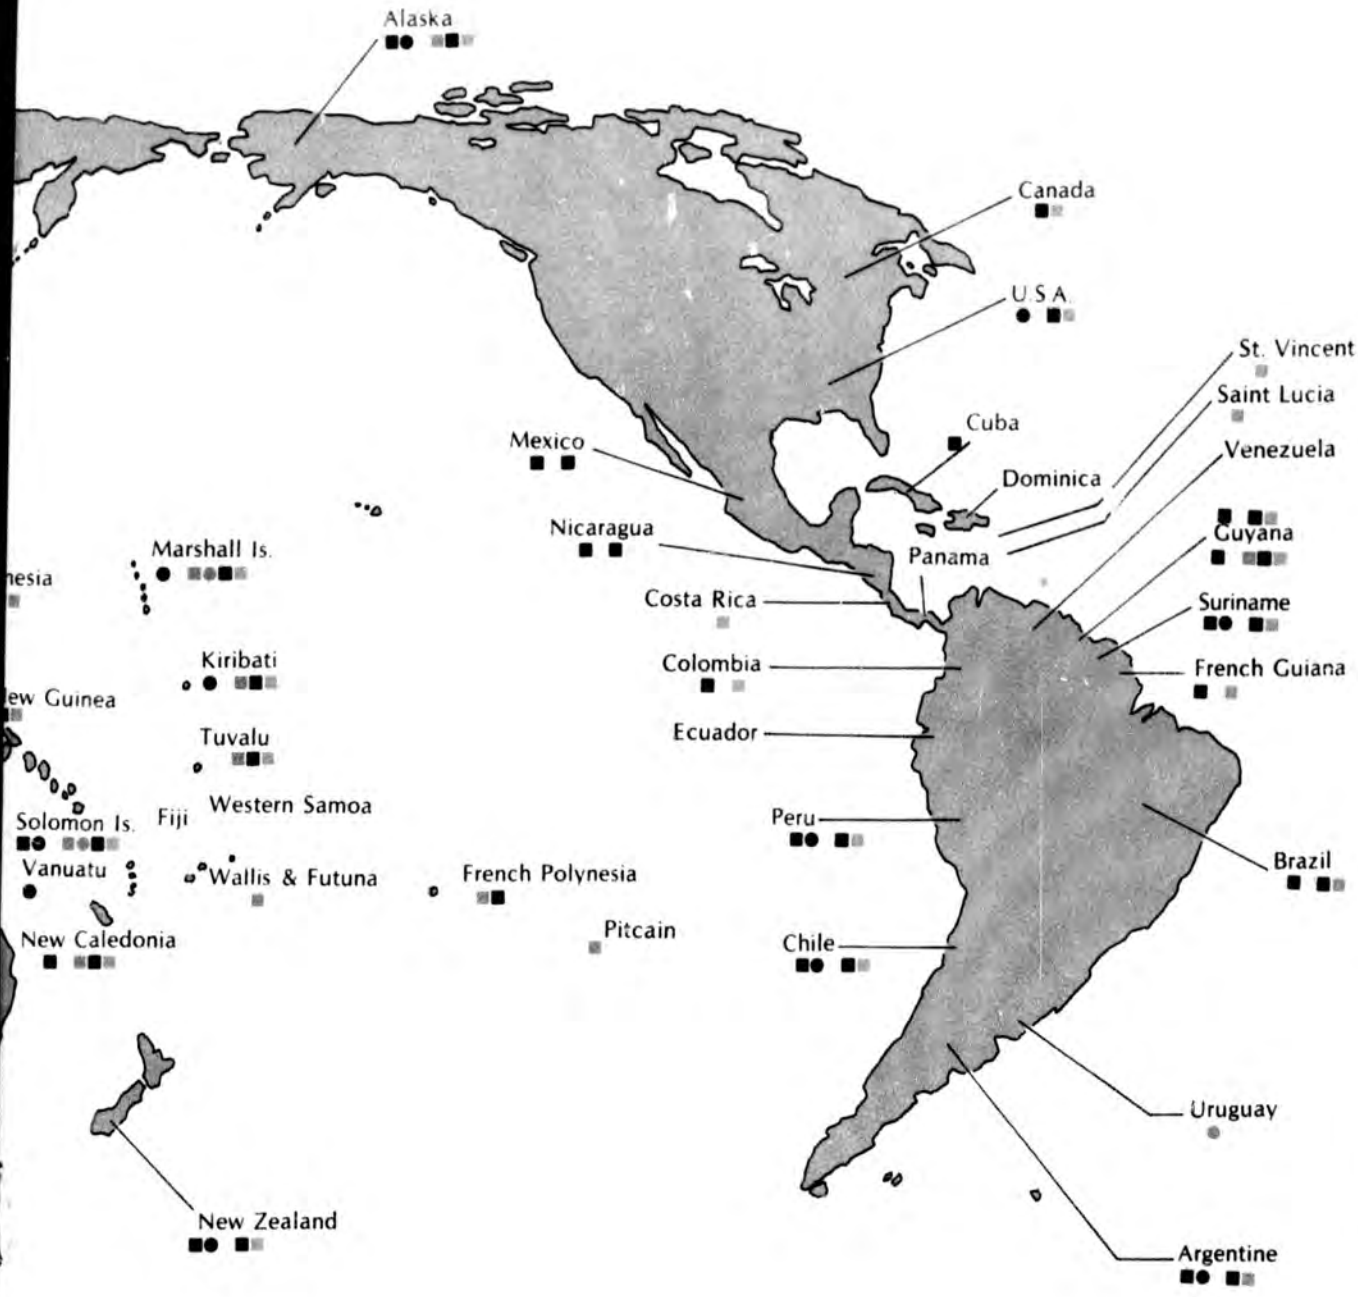 Alaska
Canada
U.S.A.
St. Vincent
Saint Lucia
Cuba
Venezuela
Mexico
Dominica
Nicaragua
Guyana
Marshall Is.
Panama
nesia
Costa Rica
Suriname
Kiribati
Colombia
French Guiana
ew Guinea
Tuvalu
Ecuador
Western Samoa
Fiji
Solomon Is.
Peru
Vanuatu
Wallis & Futuna
French Polynesia
Brazil
New Caledonia
Pitcain
Chile
Uruguay
New Zealand
Argentine